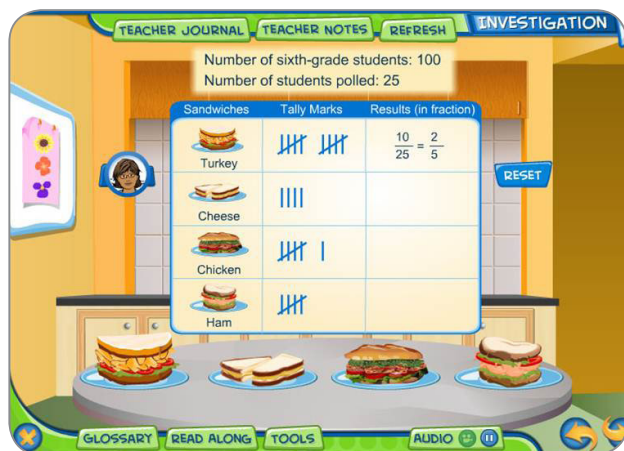 TEACHER JOURNAL TEACHER NOTES REFRESH INVESTIGATION
Number of sixth-grade students: 100
Number of students polled: 25
Sandwiches Tally Marks Results (in fraction)
Turkey 10/25 = 2/5
RESET
Cheese
Chicken
Ham
GLOSSARY READ ALONG TOOLS AUDIO